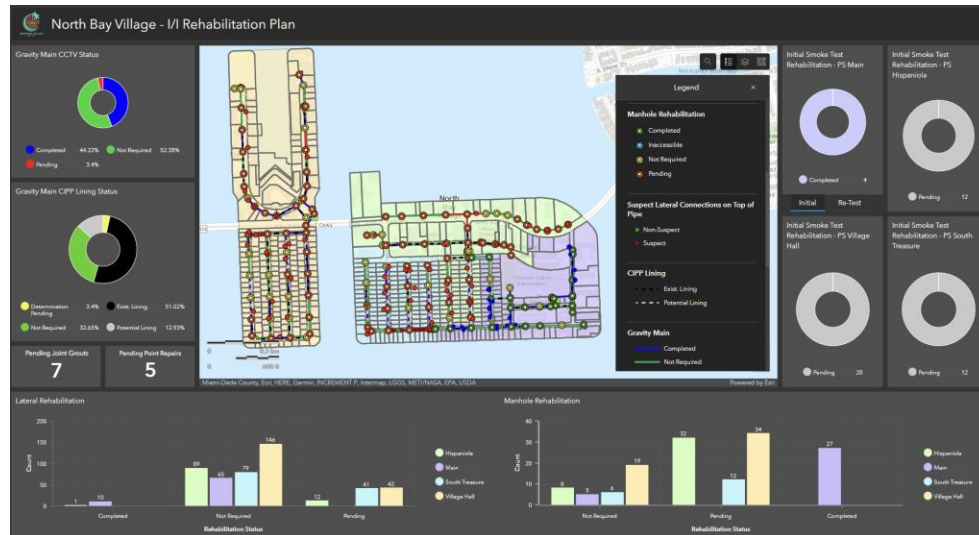 North Bay Village - I/I Rehabilitation Plan
Gravity Main CCTV Status
Completed 44.22% Not Required 52.38%
Pending 3.4%
Gravity Main CIPP Lining Status
Determination Pending 3.4% Exist. Lining 51.02%
Not Required 32.65% Potential Lining 12.93%
Pending Joint Grouts
7
Pending Point Repairs
5
North
Legend
Manhole Rehabilitation
Completed
Inaccessible
Not Required
Pending
Suspect Lateral Connections on Top of
Pipe
Non-Suspect
Suspect
CIPP Lining
Exist. Lining
Potential Lining
Gravity Main
Completed
Not Required
Miami-Dade County, Esri, HERE, Garmin, INCREMENT P, Intermap, USGS, METI/NASA, EPA, USDA
Powered by Esri
Initial Smoke Test
Rehabilitation - PS Main
Completed 4
Initial Re-Test
Initial Smoke Test
Rehabilitation - PS
Hispaniola
Pending 12
Initial Smoke Test
Rehabilitation - PS Village
Hall
Pending 20
Initial Smoke Test
Rehabilitation - PS South
Treasure
Pending 12
Lateral Rehabilitation
Count
200
150
100
50
0
1
10
89
65
79
146
12
41
42
Completed
Not Required
Pending
Rehabilitation Status
Hispaniola
Main
South Treasure
Village Hall
Manhole Rehabilitation
Count
40
30
20
10
0
8
5
6
19
32
12
34
27
Not Required
Pending
Completed
Rehabilitation Status
Hispaniola
Main
South Treasure
Village Hall